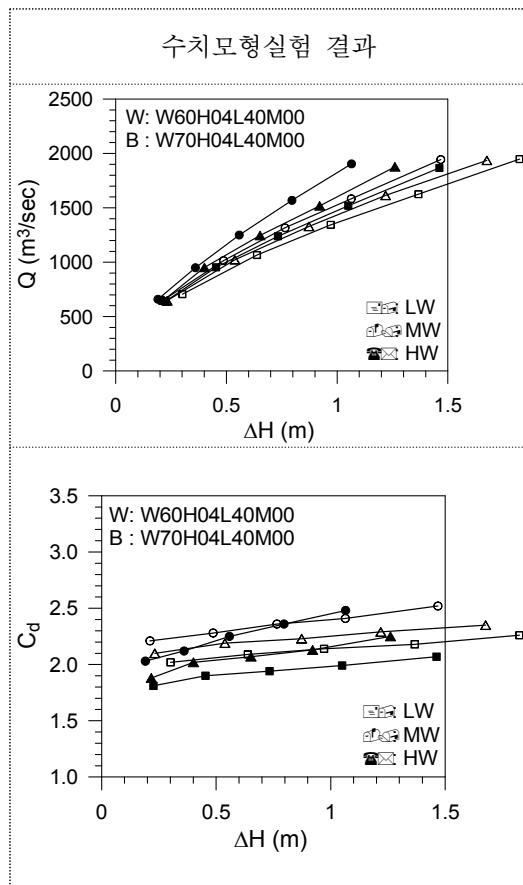 수치모형실험 결과
2500
W: W60H04L40M00
B : W70H04L40M00
2000
1500
1000
500
0
Q (m³/sec)
LW
MW
HW
0 0.5 1 1.5
ΔH (m)
3.5
W: W60H04L40M00
B : W70H04L40M00
3.0
2.5
2.0
1.5
1.0
Cd
LW
MW
HW
0 0.5 1 1.5
ΔH (m)